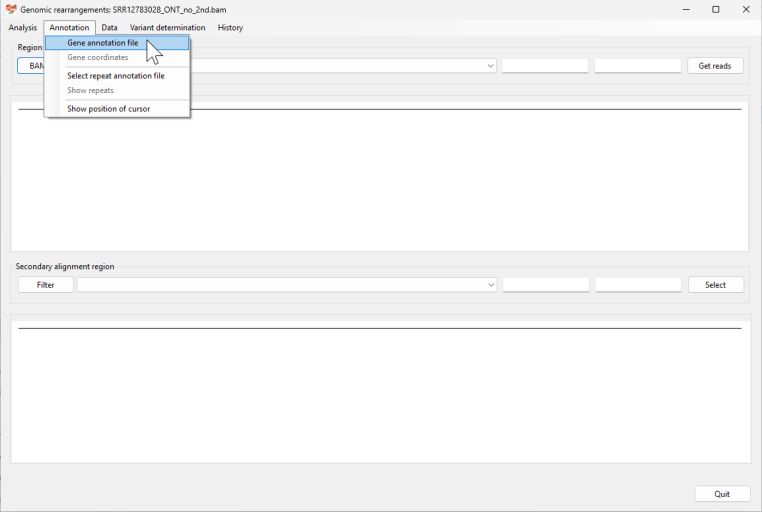 Genomic rearrangements: SRR12783028_ONT_no_2nd.bam
Analysis Annotation Data Variant determination History
Gene annotation file
Gene coordinates
Select repeat annotation file
Show repeats
Show position of cursor
Region
BAM
Get reads
Secondary alignment region
Filter
Select
Quit